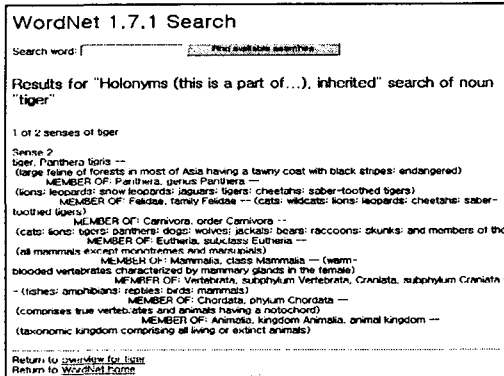 WordNet 1.7.1 Search
Search word: Find available searches
Results for "Holonyms (this is a part of...), inherited" search of noun
"tiger"
1 of 2 senses of tiger
Sense 2
tiger, Panthera tigris --
(large feline of forests in most of Asia having a tawny coat with black stripes; endangered)
MEMBER OF: Panthera, genus Panthera --
(lions; leopards; snow leopards; jaguars; tigers; cheetahs; saber-toothed tigers)
MEMBER OF: Felidae, family Felidae -- (cats; wildcats; lions; leopards; cheetahs; saber-
toothed tigers)
MEMBER OF: Carnivora, order Carnivora --
(cats; lions; tigers; panthers; dogs; wolves; jackals; bears; raccoons; skunks; and members of the
MEMBER OF: Eutheria, subclass Eutheria --
(all mammals except monotremes and marsupials)
MEMBER OF: Mammalia, class Mammalia -- (warm-
blooded vertebrates characterized by mammary glands in the female)
MEMBER OF: Vertebrata, subphylum Vertebrata, Craniata, subphylum Craniata
- (fishes; amphibians; reptiles; birds; mammals)
MEMBER OF: Chordata, phylum Chordata --
(comprises true vertebrates and animals having a notochord)
MEMBER OF: Animalia, kingdom Animalia, animal kingdom --
(taxonomic kingdom comprising all living or extinct animals)
Return to overview for tiger
Return to WordNet home